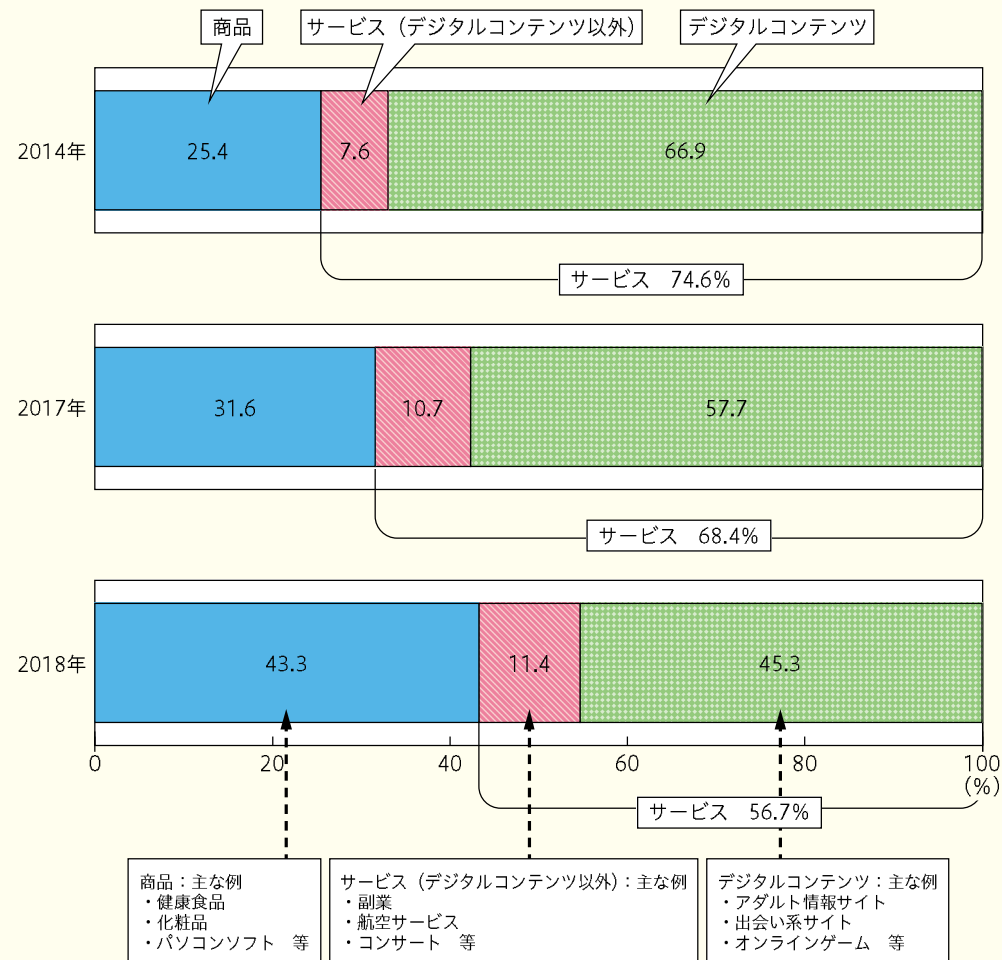 商品
サービス（デジタルコンテンツ以外）
デジタルコンテンツ
2014年
25.4
7.6
66.9
サービス　74.6%
2017年
31.6
10.7
57.7
サービス　68.4%
2018年
43.3
11.4
45.3
0
20
40
60
80
100
(%)
サービス　56.7%
商品：主な例
・健康食品
・化粧品
・パソコンソフト　等
サービス（デジタルコンテンツ以外）：主な例
・副業
・航空サービス
・コンサート　等
デジタルコンテンツ：主な例
・アダルト情報サイト
・出会い系サイト
・オンラインゲーム　等